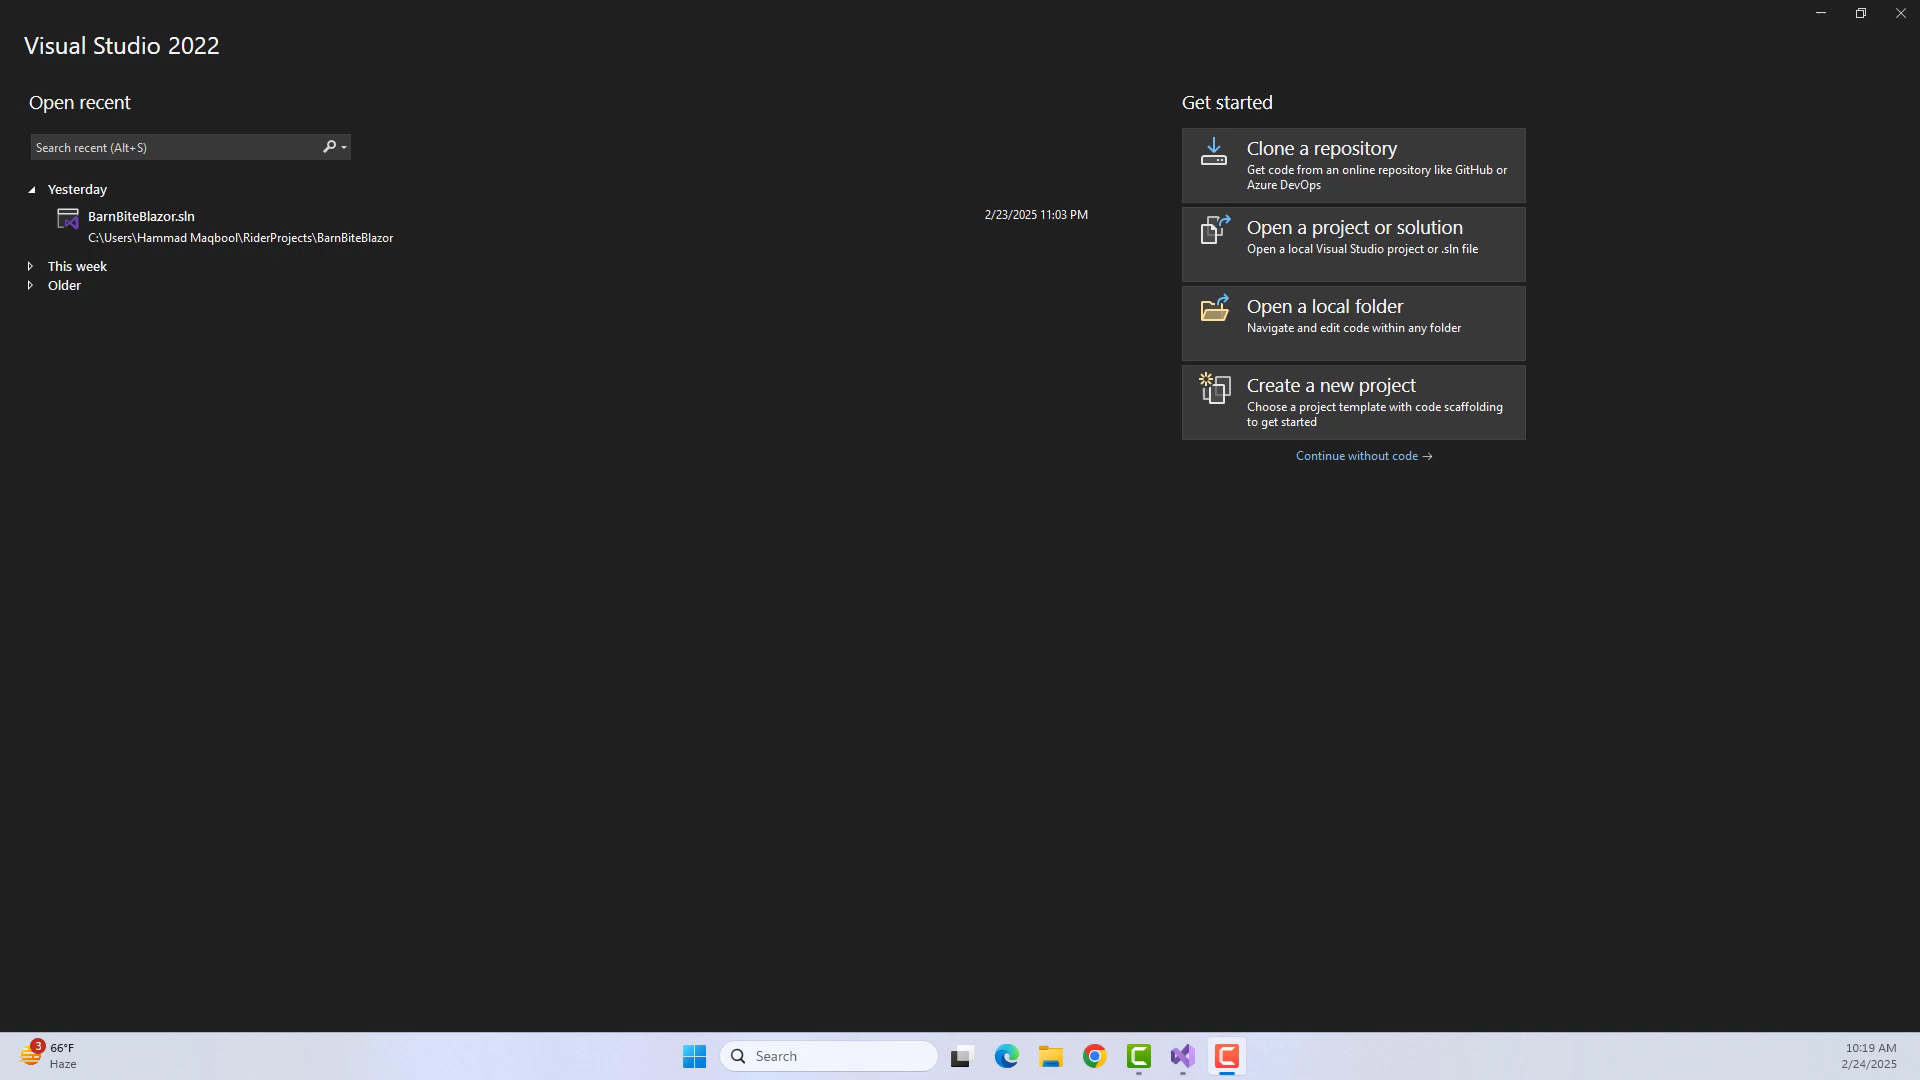 Visual Studio 2022
Open recent
Search recent (Alt+S)
Yesterday
BarnBiteBlazor.sln
2/23/2025 11:03 PM
C:\Users\Hammad Maqbool\RiderProjects\BarnBiteBlazor
This week
Older
Get started
Clone a repository
Get code from an online repository like GitHub or
Azure DevOps
Open a project or solution
Open a local Visual Studio project or .sln file
Open a local folder
Navigate and edit code within any folder
Create a new project
Choose a project template with code scaffolding
to get started
Continue without code →
3
66°F
Haze
Search
10:19 AM
2/24/2025